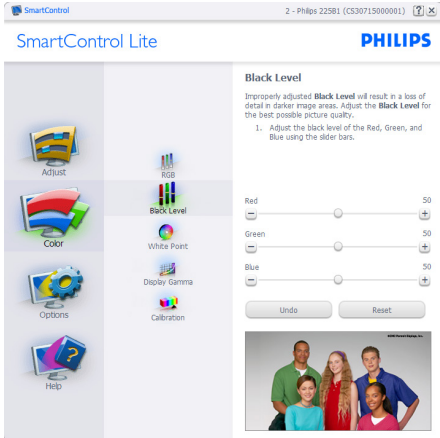 SmartControl
2 - Philips 225B1 (CS30715000001)
SmartControl Lite
PHILIPS
Adjust
Color
Options
Help
RGB
Black Level
White Point
Display Gamma
Calibration
Black Level
Improperly adjusted Black Level will result in a loss of
detail in darker image areas. Adjust the Black Level for
the best possible picture quality.
1. Adjust the black level of the Red, Green, and
Blue using the slider bars.
Red 50
Green 50
Blue 50
Undo
Reset